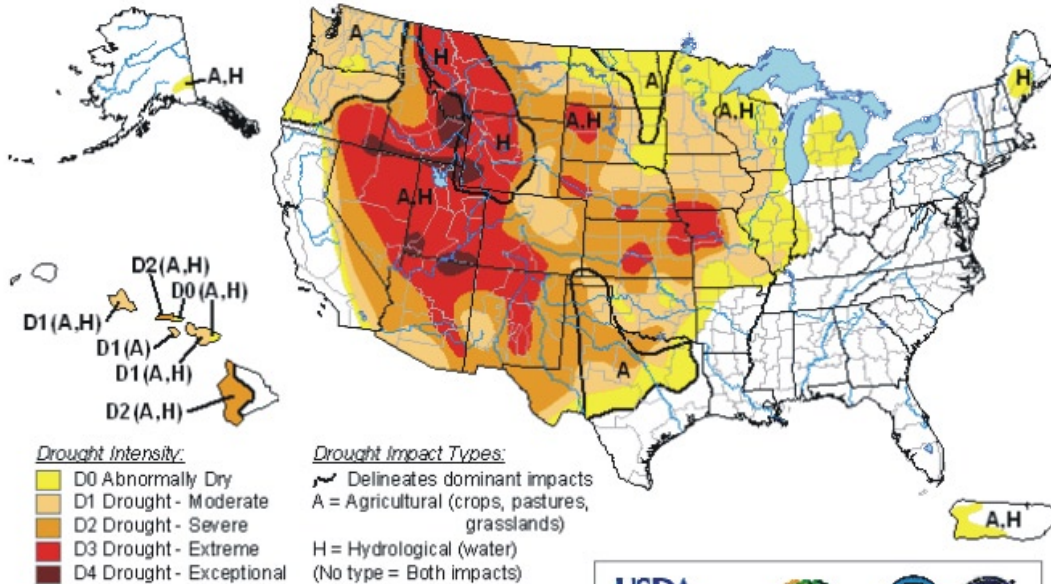 A
H
A
A,H
H
A,H
A,H
H
A,H
D2(A,H)
D0(A,H)
D1(A,H)
D1(A)
D1(A,H)
D2(A,H)
A
A,H
Drought Intensity:
D0 Abnormally Dry
D1 Drought - Moderate
D2 Drought - Severe
D3 Drought - Extreme
D4 Drought - Exceptional
Drought Impact Types:
Delineates dominant impacts
A = Agricultural (crops, pastures,
grasslands)
H = Hydrological (water)
(No type = Both impacts)
USDA